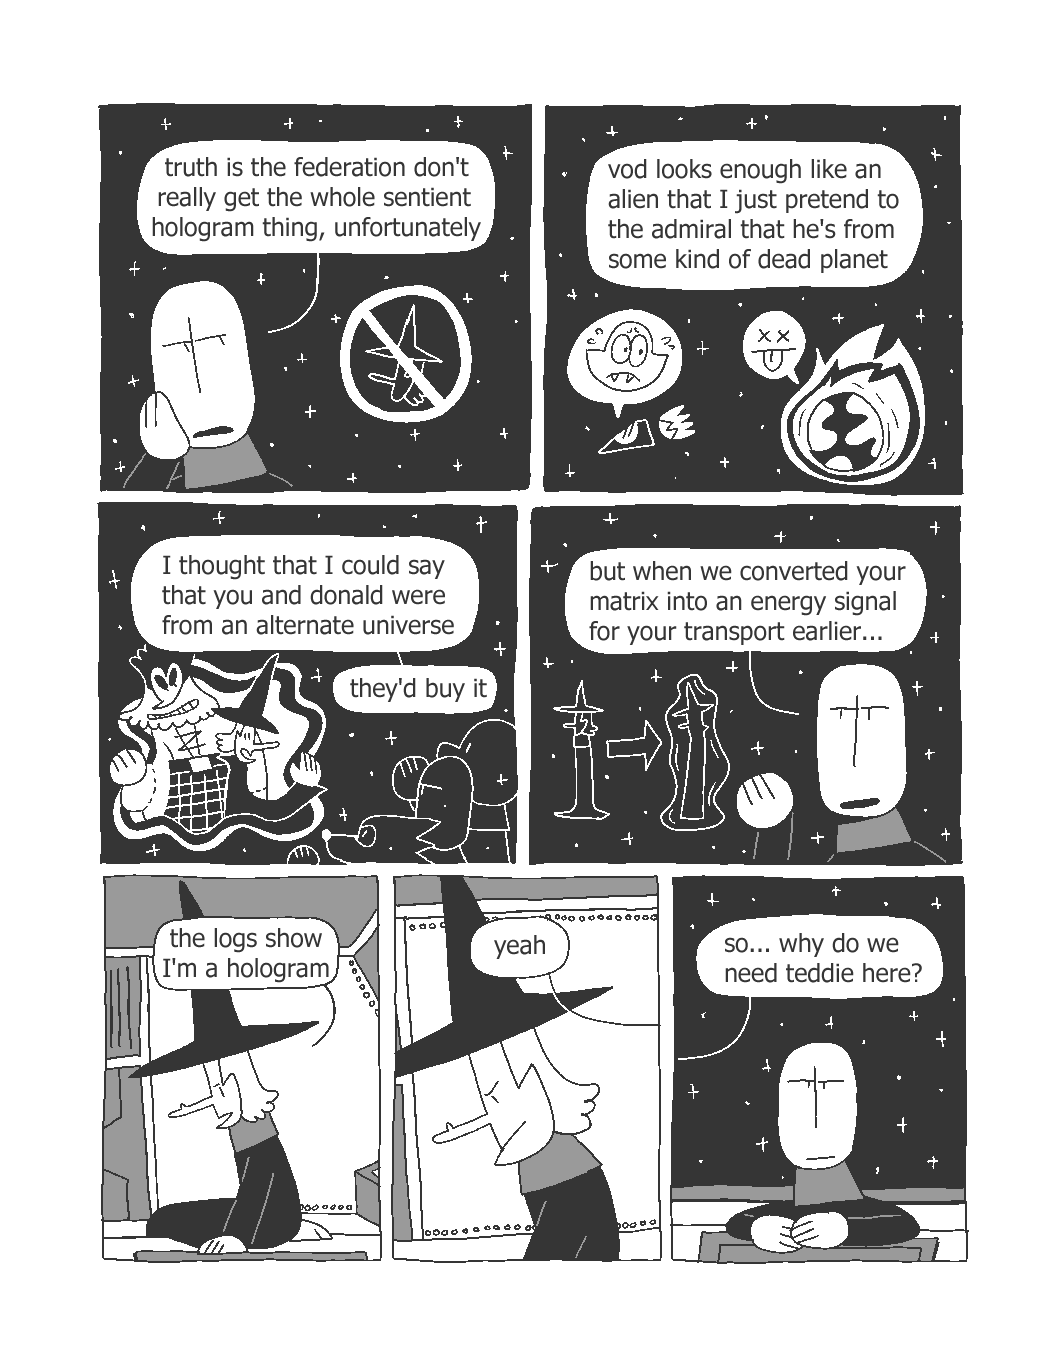 truth is the federation don't
really get the whole sentient
hologram thing, unfortunately
vod looks enough like an
alien that I just pretend to
the admiral that he's from
some kind of dead planet
I thought that I could say
that you and donald were
from an alternate universe
they'd buy it
but when we converted your
matrix into an energy signal
for your transport earlier...
the logs show
I'm a hologram
yeah
so... why do we
need teddie here?